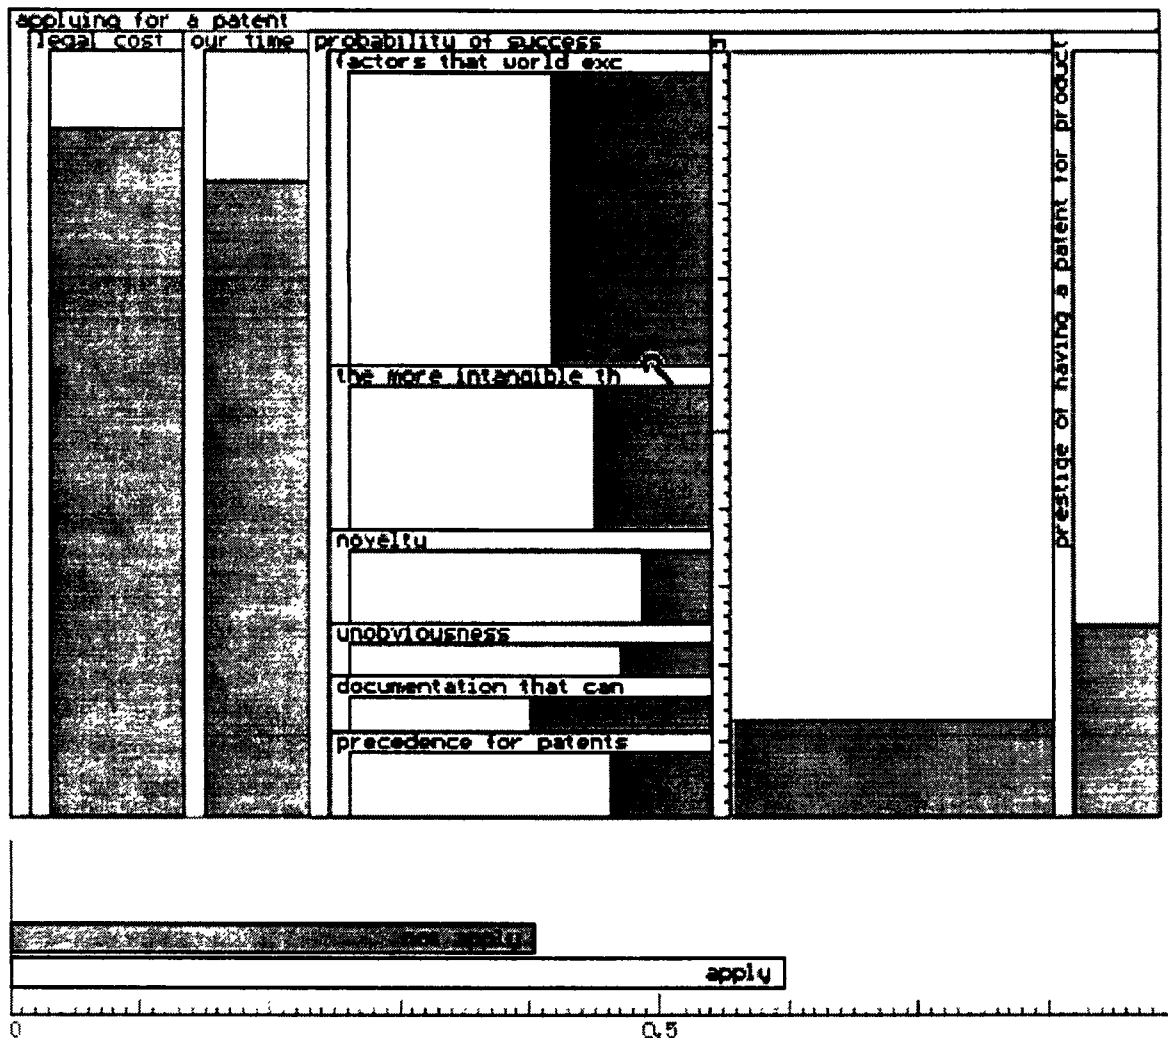 applying for a patent
legal cost
our time
probability of success
m
factors that world exc
the more intangible th
novelty
unobviousness
documentation that can
precedence for patents
prestige of having a patent for product
not apply
apply
0
0.5